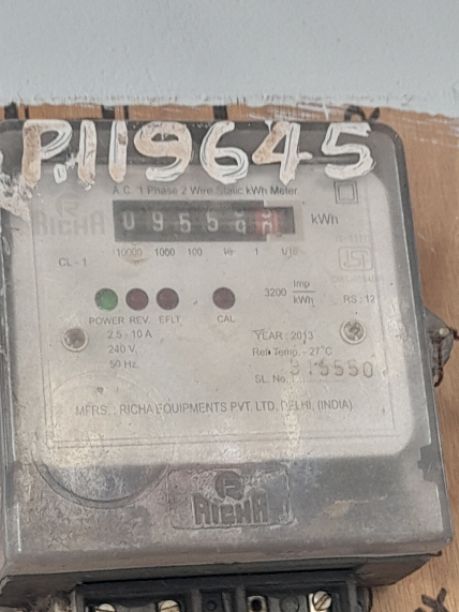 P.119645
A.C. 1 Phase 2 Wire Static kWh Meter
RICHA
kWh
10000 1000 100 10 1 1/10
CL - 1
3200 Imp/kWh
RS : 12
POWER REV. EFLT CAL
2.5 - 10 A
240 V
50 Hz.
YEAR : 2013
Ref. Temp. - 27°C
SL. No.
MFRS. : RICHA EQUIPMENTS PVT. LTD. DELHI, (INDIA)
RICHA